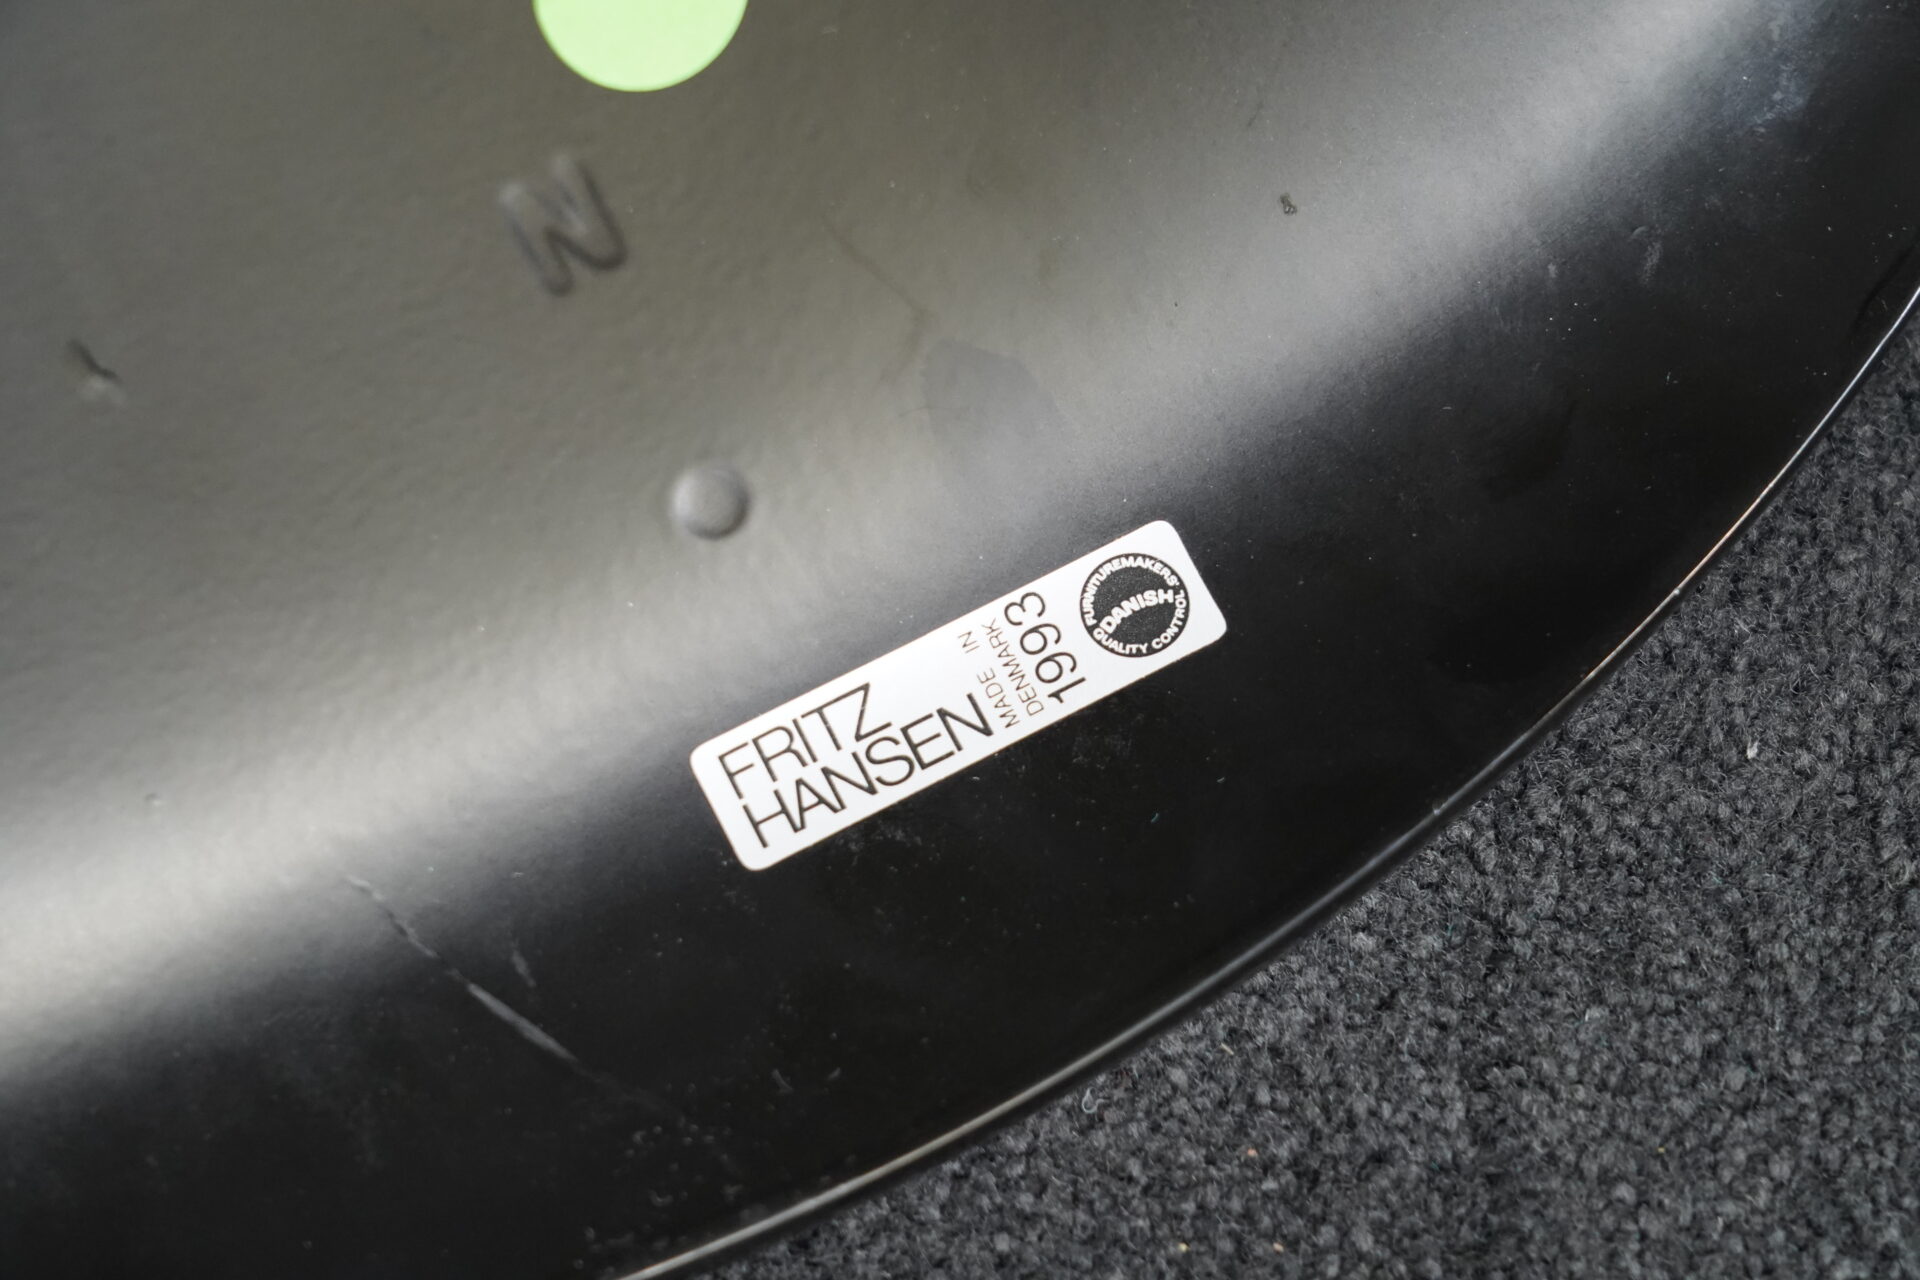 FRITZ
HANSEN
MADE IN
DENMARK
1993
FURNITUREMAKERS'
DANISH
QUALITY CONTROL